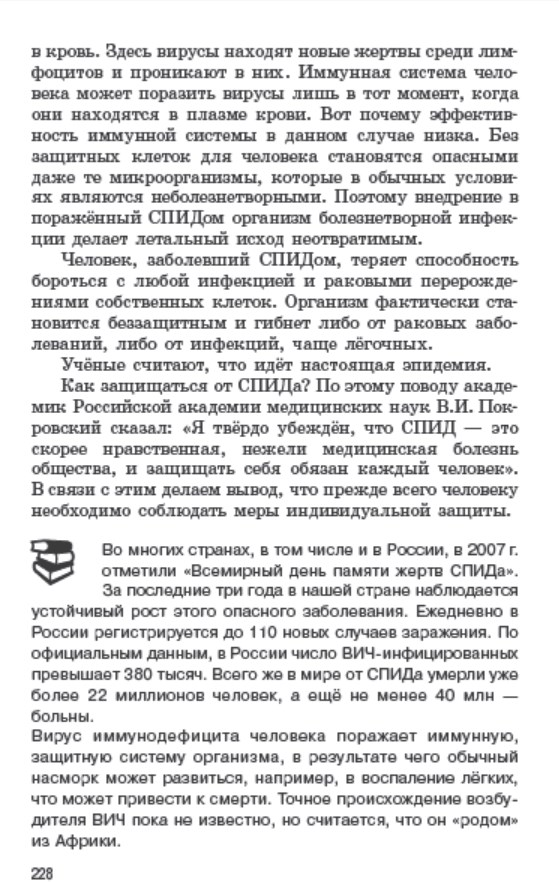 в кровь. Здесь вирусы находят новые жертвы среди лим-
фоцитов и проникают в них. Иммунная система чело-
века может поразить вирусы лишь в тот момент, когда
они находятся в плазме крови. Вот почему эффектив-
ность иммунной системы в данном случае низка. Без
защитных клеток для человека становятся опасными
даже те микроорганизмы, которые в обычных услови-
ях являются неболезнетворными. Поэтому внедрение в
поражённый СПИДом организм болезнетворной инфек-
ции делает летальный исход неотвратимым.
Человек, заболевший СПИДом, теряет способность
бороться с любой инфекцией и раковыми перерожде-
ниями собственных клеток. Организм фактически ста-
новится беззащитным и гибнет либо от раковых забо-
леваний, либо от инфекций, чаще лёгочных.
Учёные считают, что идёт настоящая эпидемия.
Как защищаться от СПИДа? По этому поводу акаде-
мик Российской академии медицинских наук В.И. Пок-
ровский сказал: «Я твёрдо убеждён, что СПИД — это
скорее нравственная, нежели медицинская болезнь
общества, и защищать себя обязан каждый человек».
В связи с этим делаем вывод, что прежде всего человеку
необходимо соблюдать меры индивидуальной защиты.
Во многих странах, в том числе и в России, в 2007 г.
отметили «Всемирный день памяти жертв СПИДа».
За последние три года в нашей стране наблюдается
устойчивый рост этого опасного заболевания. Ежедневно в
России регистрируется до 110 новых случаев заражения. По
официальным данным, в России число ВИЧ-инфицированных
превышает 380 тысяч. Всего же в мире от СПИДа умерли уже
более 22 миллионов человек, а ещё не менее 40 млн —
больны.
Вирус иммунодефицита человека поражает иммунную,
защитную систему организма, в результате чего обычный
насморк может развиться, например, в воспаление лёгких,
что может привести к смерти. Точное происхождение возбу-
дителя ВИЧ пока не известно, но считается, что он «родом»
из Африки.
228